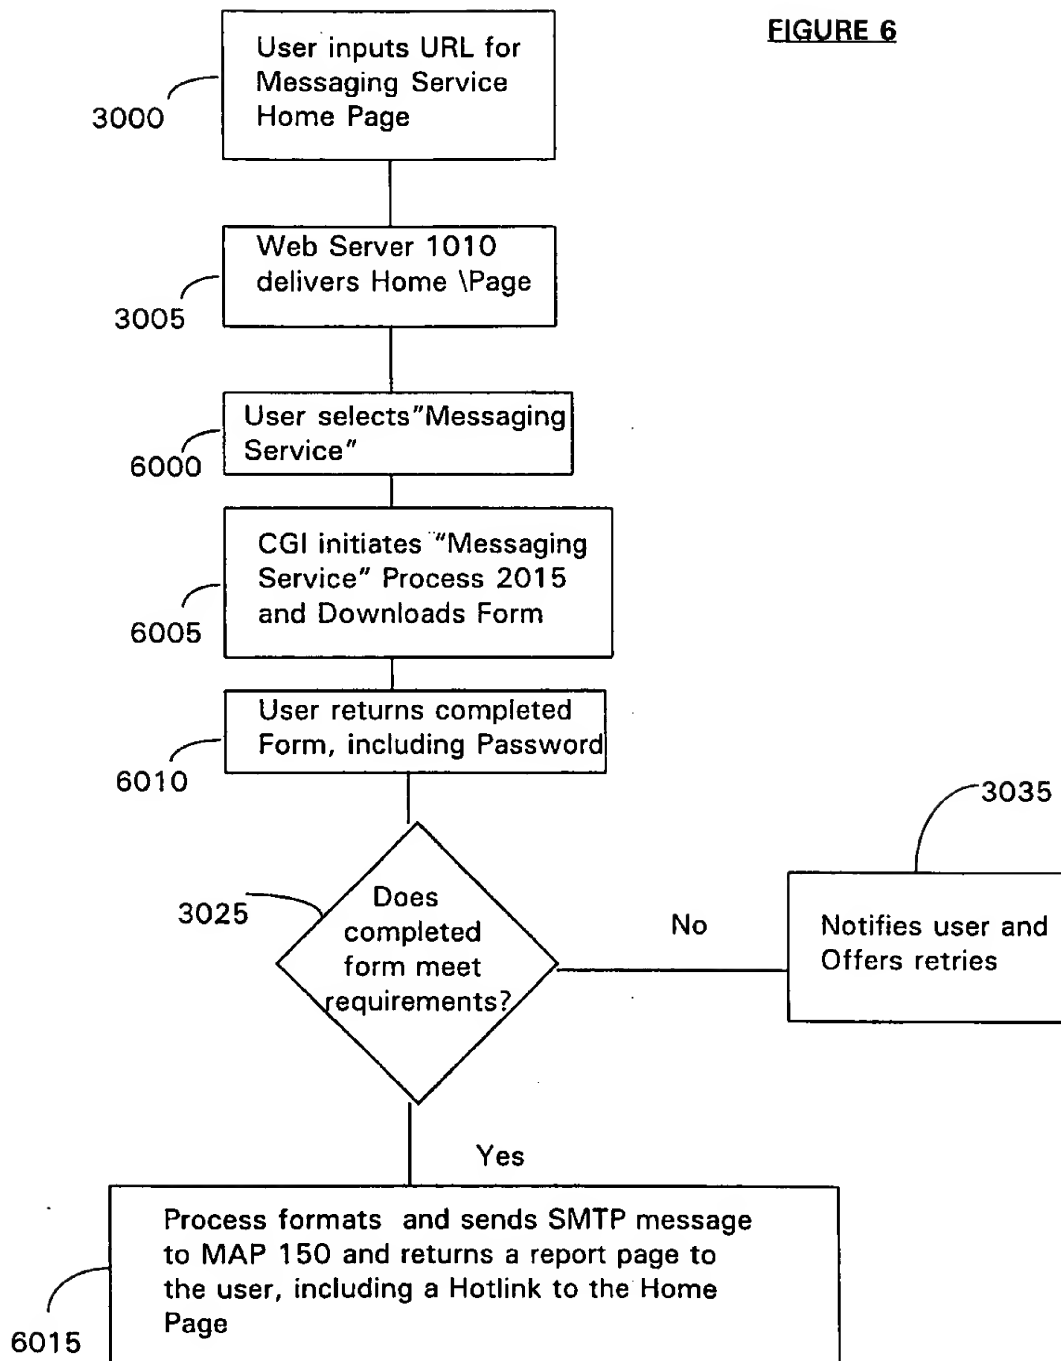 FIGURE 6
User inputs URL for
Messaging Service
Home Page
3000
Web Server 1010
delivers Home \Page
3005
User selects"Messaging
Service"
6000
CGI initiates "Messaging
Service" Process 2015
and Downloads Form
6005
User returns completed
Form, including Password
6010
3035
Does
completed
form meet
requirements?
3025
No
Notifies user and
Offers retries
Yes
Process formats and sends SMTP message
to MAP 150 and returns a report page to
the user, including a Hotlink to the Home
Page
6015